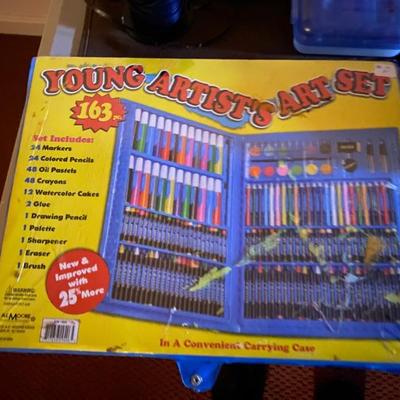 YOUNG ARTIST'S ART SET
163 pc.
Set Includes:
24 Markers
24 Colored Pencils
48 Oil Pastels
48 Crayons
12 Watercolor Cakes
2 Glue
1 Drawing Pencil
1 Palette
1 Sharpener
1 Eraser
1 Brush
New &
Improved
with
25% More
WARNING:
In A Convenient Carrying Case